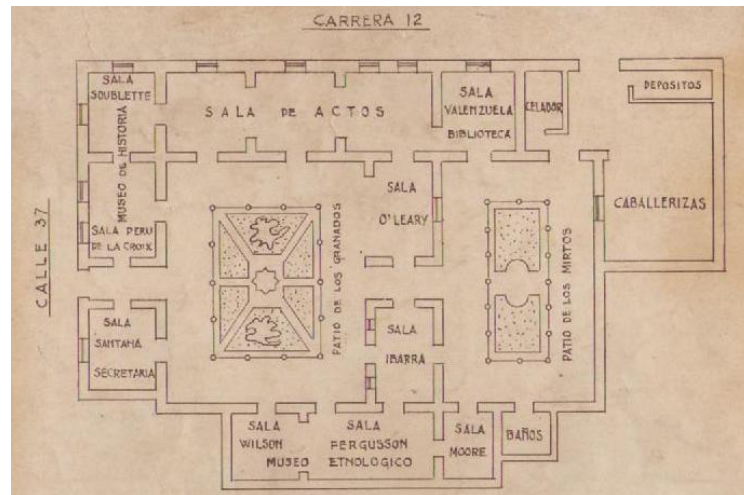 CARRERA 12
SALA
SOUBLETTE
MUSEO DE HISTORIA
SALA DE ACTOS
SALA
VALENZUELA
BIBLIOTECA
CELADOR
DEPOSITOS
CABALLERIZAS
SALA PERU
DE LA CROIX
CALLE 37
PATIO DE LOS GRANADOS
SALA
O'LEARY
PATIO DE LOS MIRTOS
SALA
SANTANA
SECRETARIA
SALA
IBARRA
SALA
WILSON
MUSEO
SALA
FERGUSSON
ETNOLOGICO
SALA
MOORE
BAÑOS